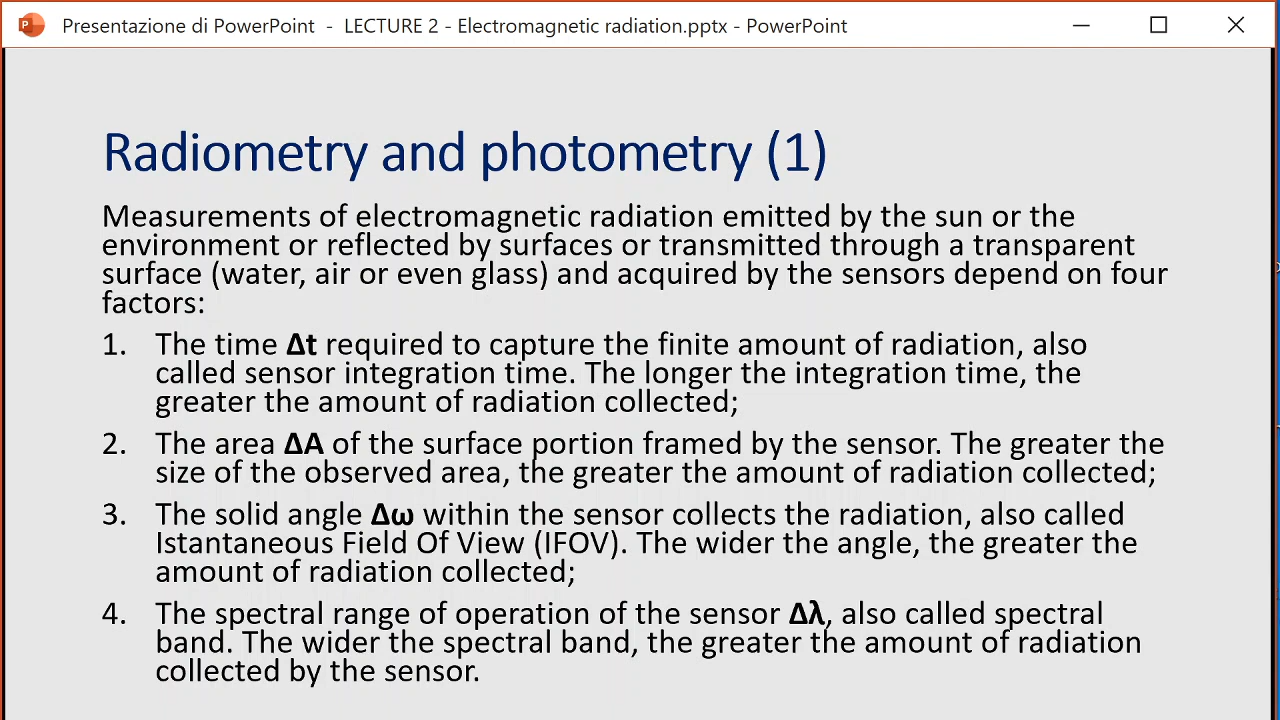 Presentazione di PowerPoint - LECTURE 2 - Electromagnetic radiation.pptx - PowerPoint
Radiometry and photometry (1)
Measurements of electromagnetic radiation emitted by the sun or the
environment or reflected by surfaces or transmitted through a transparent
surface (water, air or even glass) and acquired by the sensors depend on four
factors:
1. The time Δt required to capture the finite amount of radiation, also
called sensor integration time. The longer the integration time, the
greater the amount of radiation collected;
2. The area ΔA of the surface portion framed by the sensor. The greater the
size of the observed area, the greater the amount of radiation collected;
3. The solid angle Δω within the sensor collects the radiation, also called
Istantaneous Field Of View (IFOV). The wider the angle, the greater the
amount of radiation collected;
4. The spectral range of operation of the sensor Δλ, also called spectral
band. The wider the spectral band, the greater the amount of radiation
collected by the sensor.